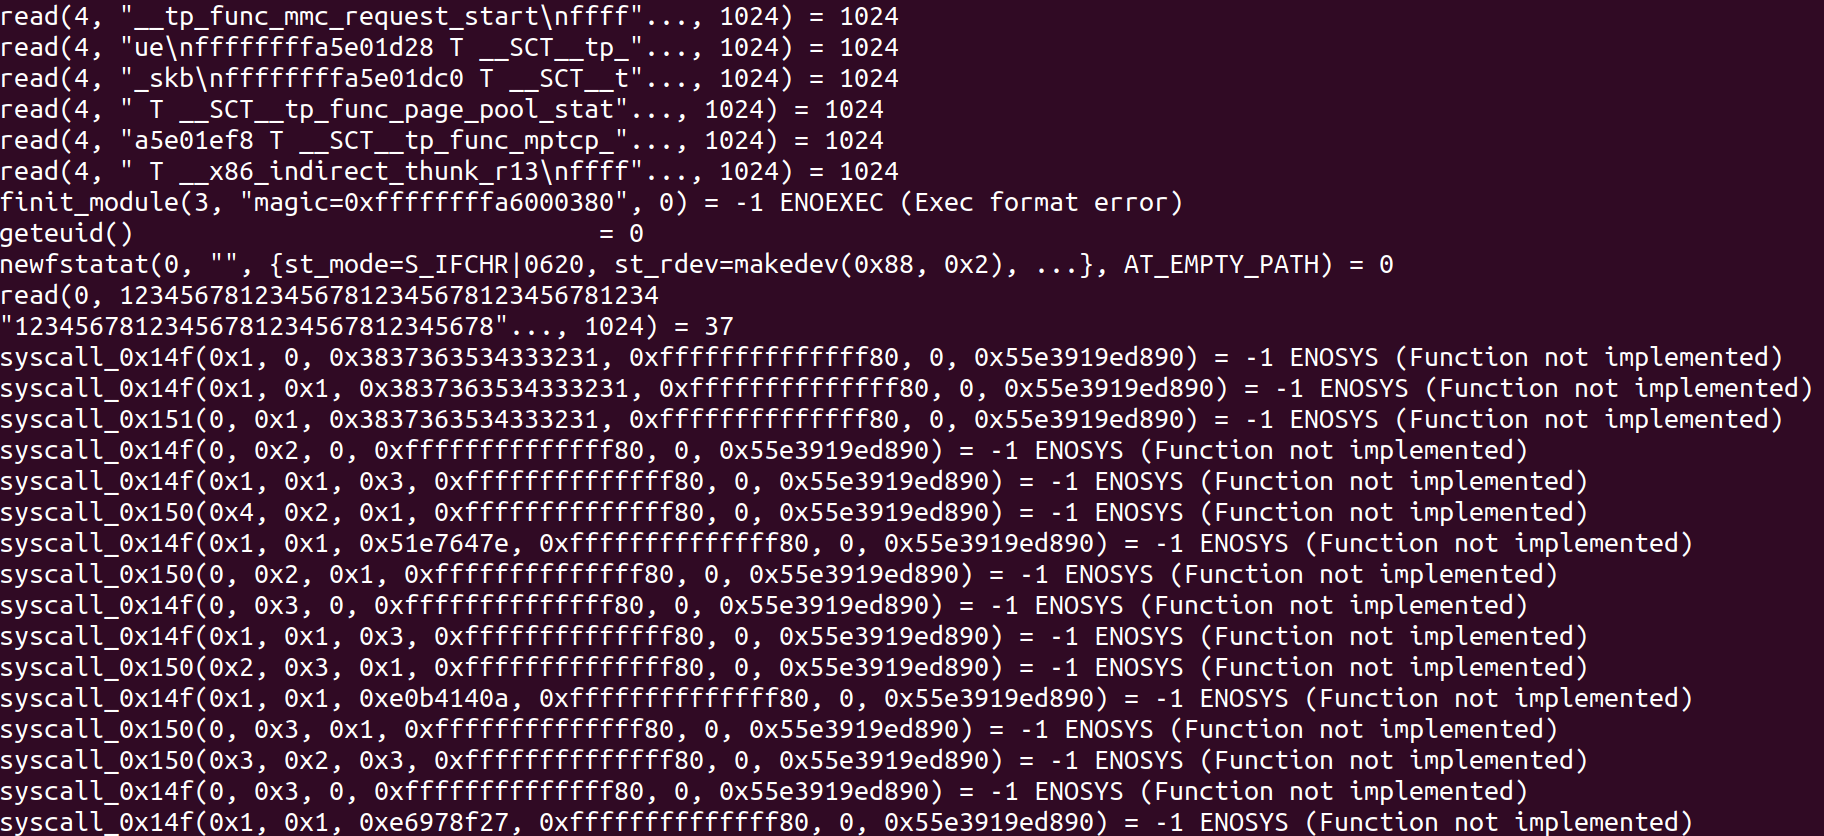 read(4, "__tp_func_mmc_request_start\nffff"..., 1024) = 1024
read(4, "ue\nffffffffa5e01d28 T __SCT__tp_"..., 1024) = 1024
read(4, "_skb\nffffffffa5e01dc0 T __SCT__t"..., 1024) = 1024
read(4, " T __SCT__tp_func_page_pool_stat"..., 1024) = 1024
read(4, "a5e01ef8 T __SCT__tp_func_mptcp_"..., 1024) = 1024
read(4, " T __x86_indirect_thunk_r13\nffff"..., 1024) = 1024
finit_module(3, "magic=0xffffffffa6000380", 0) = -1 ENOEXEC (Exec format error)
geteuid()                               = 0
newfstatat(0, "", {st_mode=S_IFCHR|0620, st_rdev=makedev(0x88, 0x2), ...}, AT_EMPTY_PATH) = 0
read(0, 123456781234567812345678123456781234
"12345678123456781234567812345678"..., 1024) = 37
syscall_0x14f(0x1, 0, 0x3837363534333231, 0xffffffffffffff80, 0, 0x55e3919ed890) = -1 ENOSYS (Function not implemented)
syscall_0x14f(0x1, 0x1, 0x3837363534333231, 0xffffffffffffff80, 0, 0x55e3919ed890) = -1 ENOSYS (Function not implemented)
syscall_0x151(0, 0x1, 0x3837363534333231, 0xffffffffffffff80, 0, 0x55e3919ed890) = -1 ENOSYS (Function not implemented)
syscall_0x14f(0, 0x2, 0, 0xffffffffffffff80, 0, 0x55e3919ed890) = -1 ENOSYS (Function not implemented)
syscall_0x14f(0x1, 0x1, 0x3, 0xffffffffffffff80, 0, 0x55e3919ed890) = -1 ENOSYS (Function not implemented)
syscall_0x150(0x4, 0x2, 0x1, 0xffffffffffffff80, 0, 0x55e3919ed890) = -1 ENOSYS (Function not implemented)
syscall_0x14f(0x1, 0x1, 0x51e7647e, 0xffffffffffffff80, 0, 0x55e3919ed890) = -1 ENOSYS (Function not implemented)
syscall_0x150(0, 0x2, 0x1, 0xffffffffffffff80, 0, 0x55e3919ed890) = -1 ENOSYS (Function not implemented)
syscall_0x14f(0, 0x3, 0, 0xffffffffffffff80, 0, 0x55e3919ed890) = -1 ENOSYS (Function not implemented)
syscall_0x14f(0x1, 0x1, 0x3, 0xffffffffffffff80, 0, 0x55e3919ed890) = -1 ENOSYS (Function not implemented)
syscall_0x150(0x2, 0x3, 0x1, 0xffffffffffffff80, 0, 0x55e3919ed890) = -1 ENOSYS (Function not implemented)
syscall_0x14f(0x1, 0x1, 0xe0b4140a, 0xffffffffffffff80, 0, 0x55e3919ed890) = -1 ENOSYS (Function not implemented)
syscall_0x150(0, 0x3, 0x1, 0xffffffffffffff80, 0, 0x55e3919ed890) = -1 ENOSYS (Function not implemented)
syscall_0x150(0x3, 0x2, 0x3, 0xffffffffffffff80, 0, 0x55e3919ed890) = -1 ENOSYS (Function not implemented)
syscall_0x14f(0, 0x3, 0, 0xffffffffffffff80, 0, 0x55e3919ed890) = -1 ENOSYS (Function not implemented)
syscall_0x14f(0x1, 0x1, 0xe6978f27, 0xffffffffffffff80, 0, 0x55e3919ed890) = -1 ENOSYS (Function not implemented)